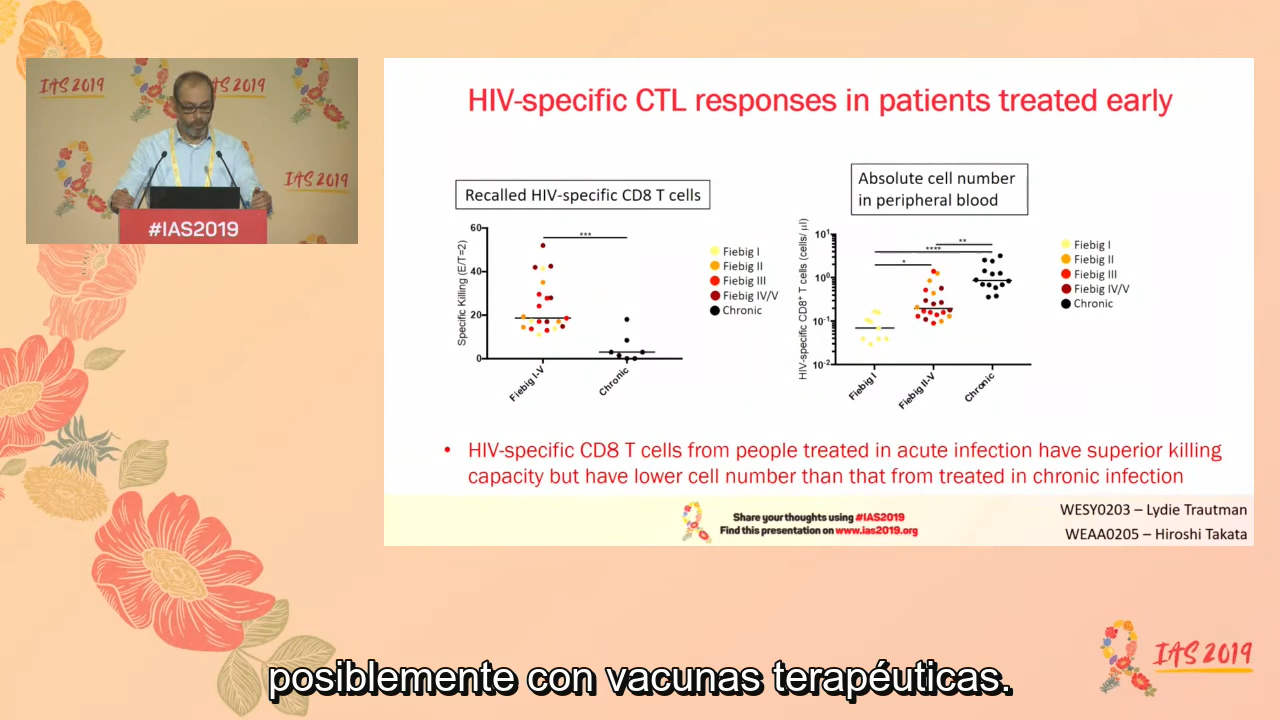 IAS 2019
IAS 2019
IAS 2019
#IAS2019
HIV-specific CTL responses in patients treated early
Recalled HIV-specific CD8 T cells
Specific Killing (E/T=2)
60
40
20
0
***
Fiebig I-V
Chronic
Fiebig I
Fiebig II
Fiebig III
Fiebig IV/V
Chronic
Absolute cell number
in peripheral blood
HIV-specific CD8⁺ T cells (cells/ µl)
10¹
10⁰
10⁻¹
10⁻²
**
****
*
Fiebig I
Fiebig II-V
Chronic
Fiebig I
Fiebig II
Fiebig III
Fiebig IV/V
Chronic
• HIV-specific CD8 T cells from people treated in acute infection have superior killing
capacity but have lower cell number than that from treated in chronic infection
Share your thoughts using #IAS2019
Find this presentation on www.ias2019.org
WESY0203 – Lydie Trautman
WEAA0205 – Hiroshi Takata
IAS 2019
posiblemente con vacunas terapéuticas.